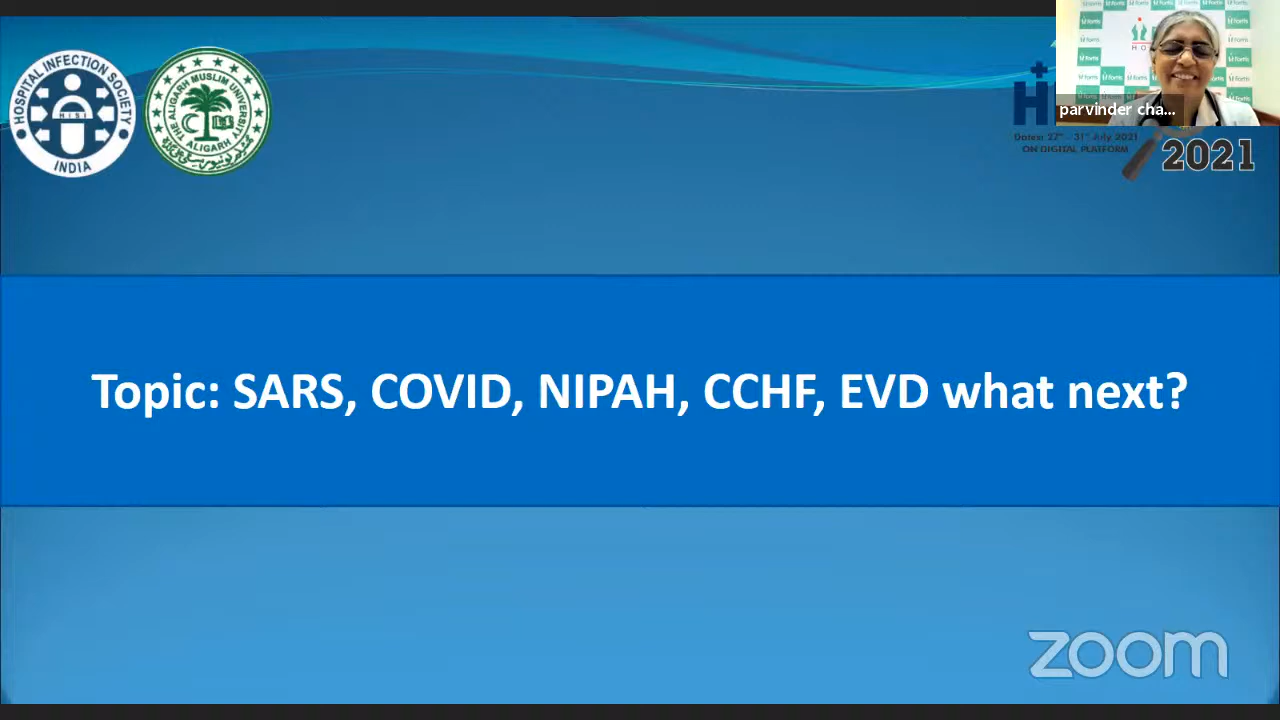 HOSPITAL INFECTION SOCIETY
H I S I
INDIA
THE ALIGARH MUSLIM UNIVERSITY
ALIGARH
fortis
parvinder cha...
Dates: 27th - 31st July, 2021
ON DIGITAL PLATFORM
2021
Topic: SARS, COVID, NIPAH, CCHF, EVD what next?
zoom